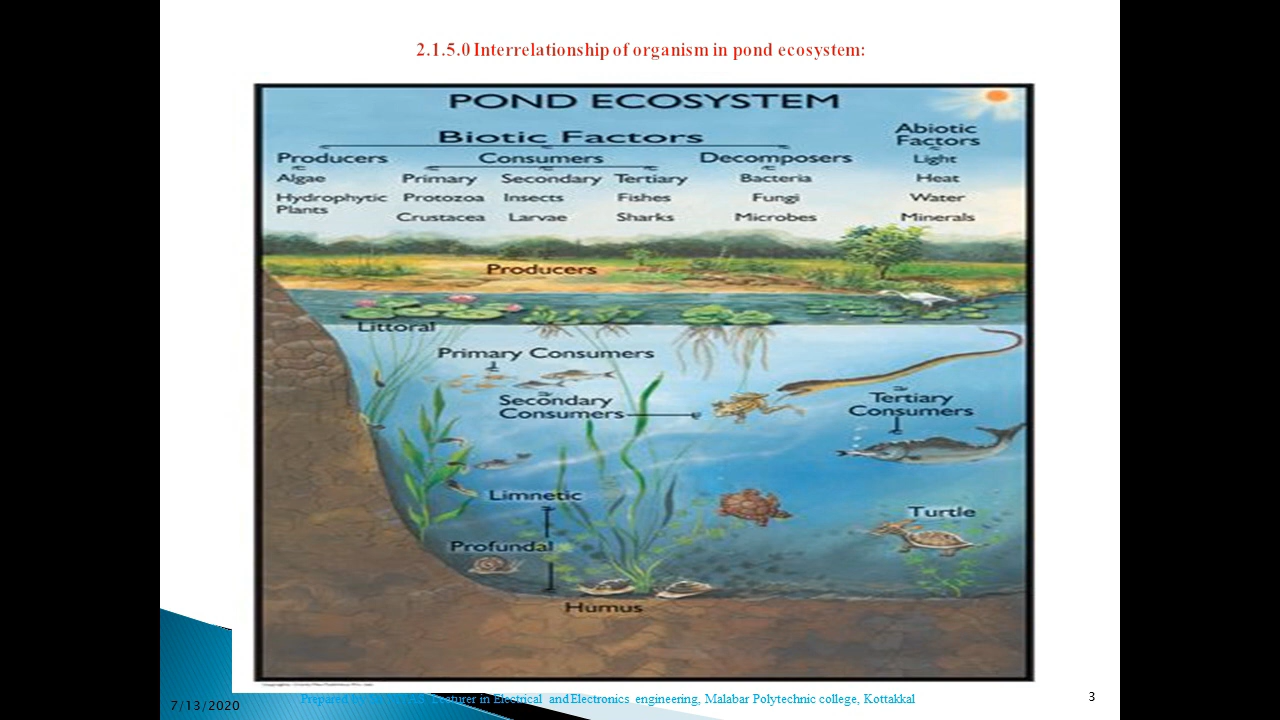 2.1.5.0 Interrelationship of organism in pond ecosystem:
POND ECOSYSTEM
Biotic Factors
Abiotic
Factors
Producers Consumers Decomposers Light
Algae Primary Secondary Tertiary Bacteria Heat
Hydrophytic Protozoa Insects Fishes Fungi Water
Plants
Crustacea Larvae Sharks Microbes Minerals
Producers
Littoral
Primary Consumers
Secondary
Consumers
Tertiary
Consumers
Limnetic
Turtle
Profundal
Humus
Prepared by Lecturer in Electrical and Electronics engineering, Malabar Polytechnic college, Kottakkal
7/13/2020
3